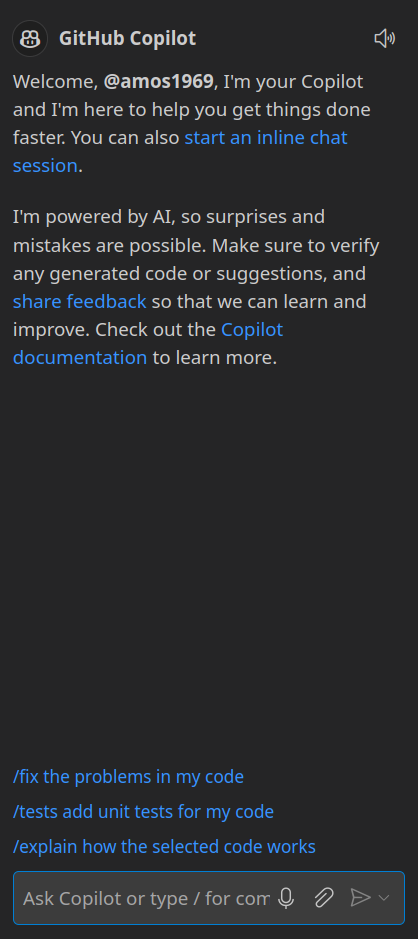 GitHub Copilot
Welcome, @amos1969, I'm your Copilot
and I'm here to help you get things done
faster. You can also start an inline chat
session.
I'm powered by AI, so surprises and
mistakes are possible. Make sure to verify
any generated code or suggestions, and
share feedback so that we can learn and
improve. Check out the Copilot
documentation to learn more.
/fix the problems in my code
/tests add unit tests for my code
/explain how the selected code works
Ask Copilot or type / for com